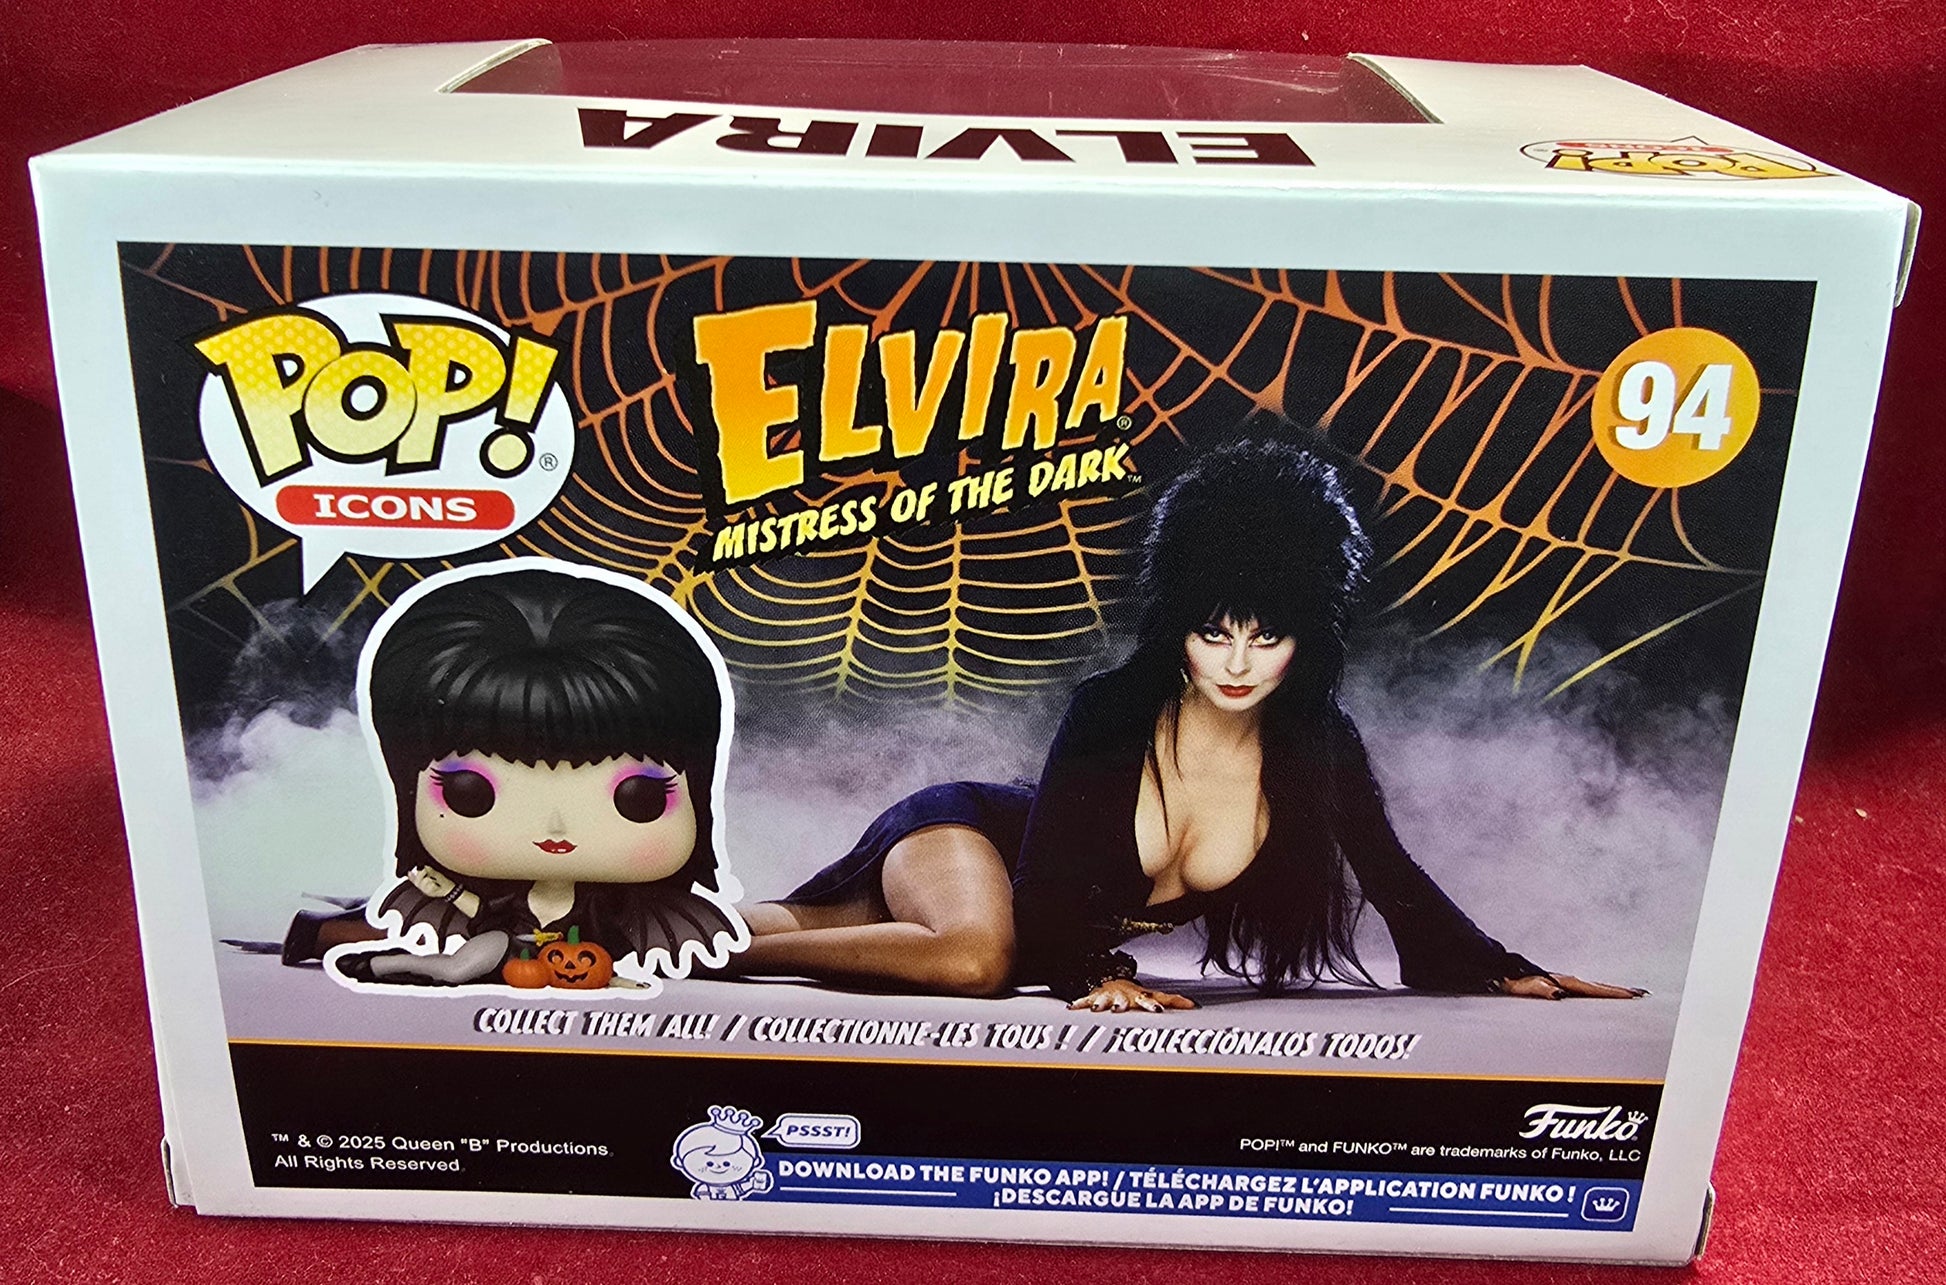 ELVIRA
POP!
ICONS
POP!®
ICONS
ELVIRA®
MISTRESS OF THE DARK™
94
COLLECT THEM ALL! / COLLECTIONNE-LES TOUS ! / ¡COLECCIÓNALOS TODOS!
™ & © 2025 Queen "B" Productions.
All Rights Reserved.
PSSST!
Funko
POP!™ and FUNKO™ are trademarks of Funko, LLC
DOWNLOAD THE FUNKO APP! / TÉLÉCHARGEZ L'APPLICATION FUNKO !
¡DESCARGUE LA APP DE FUNKO!